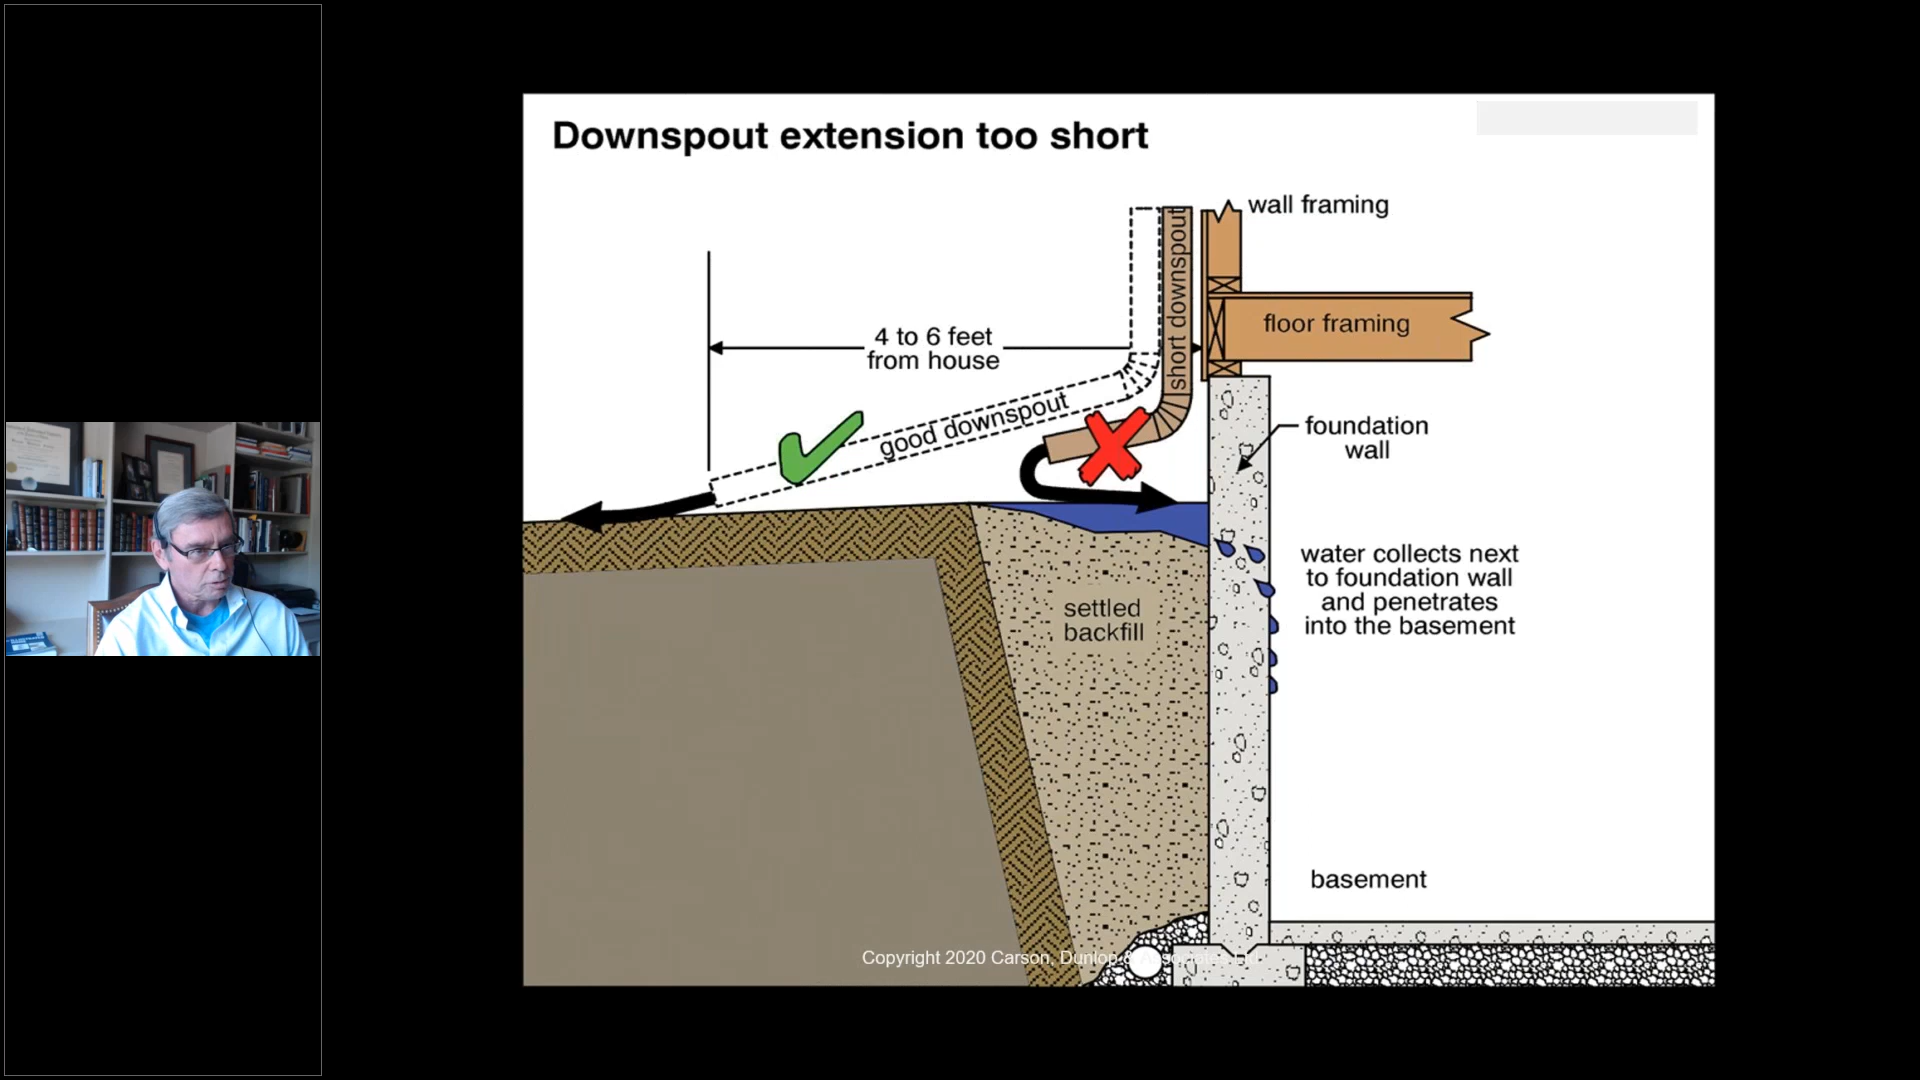 Downspout extension too short
wall framing
short downspout
floor framing
4 to 6 feet
from house
good downspout
foundation
wall
water collects next
to foundation wall
and penetrates
into the basement
settled
backfill
basement
Copyright 2020 Carson, Dunlop & Associates Ltd.